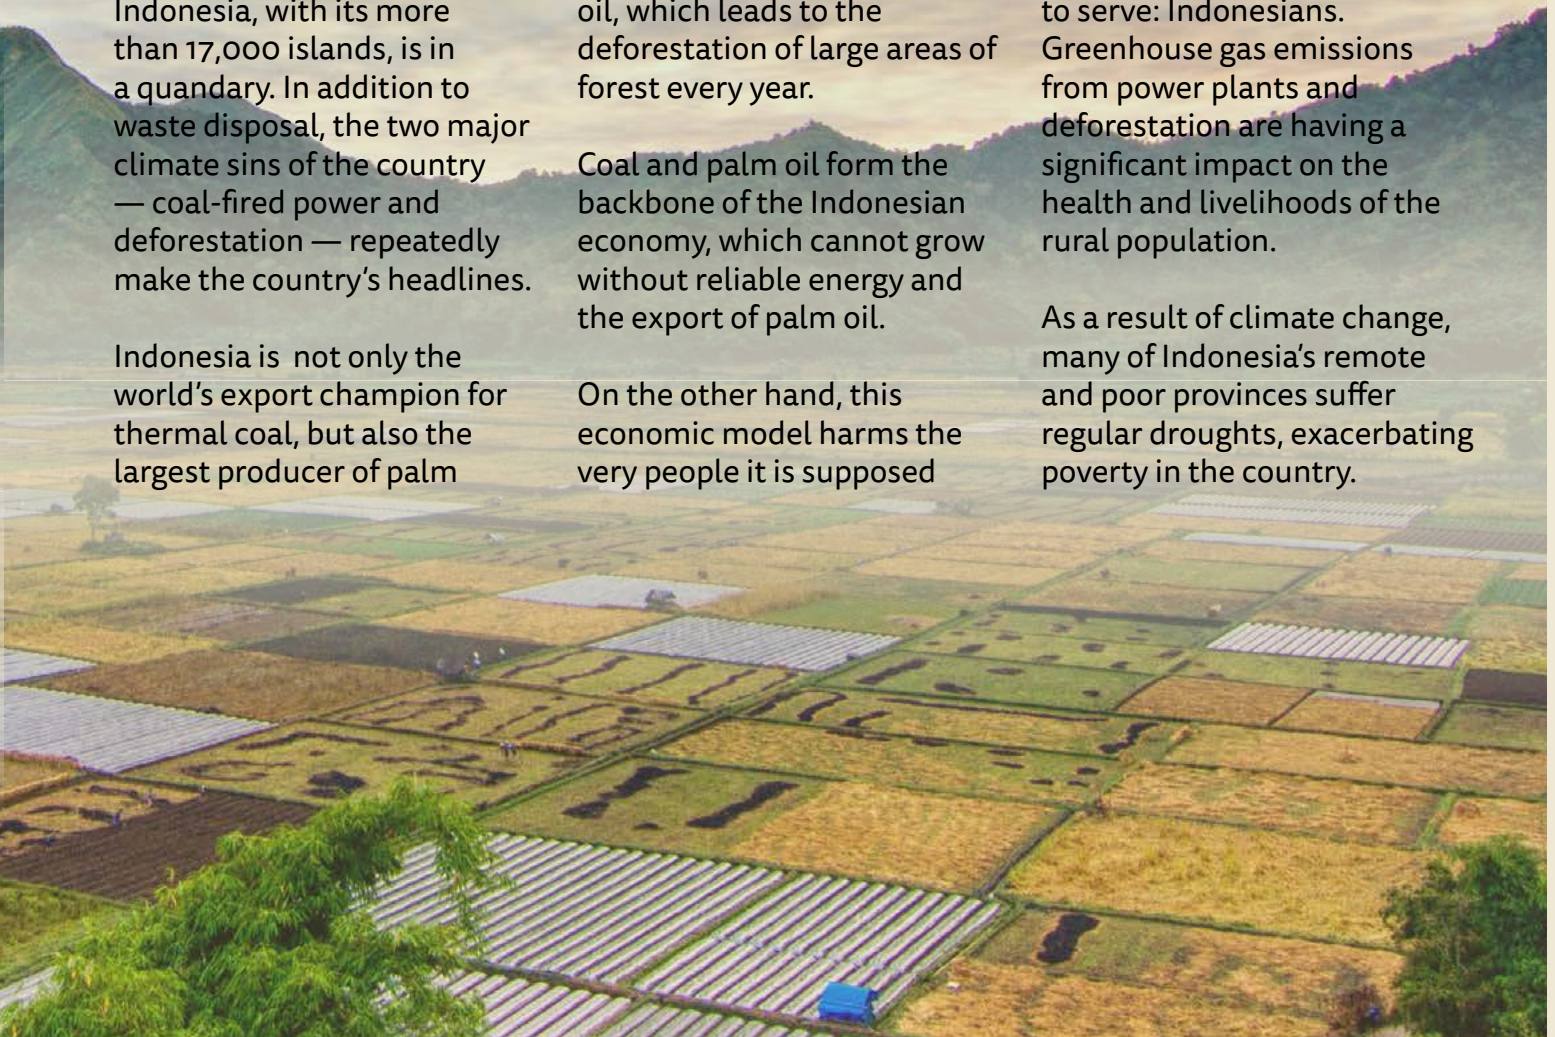 Indonesia, with its more
than 17,000 islands, is in
a quandary. In addition to
waste disposal, the two major
climate sins of the country
— coal-fired power and
deforestation — repeatedly
make the country's headlines.
Indonesia is  not only the
world's export champion for
thermal coal, but also the
largest producer of palm
oil, which leads to the
deforestation of large areas of
forest every year.
Coal and palm oil form the
backbone of the Indonesian
economy, which cannot grow
without reliable energy and
the export of palm oil.
On the other hand, this
economic model harms the
very people it is supposed
to serve: Indonesians.
Greenhouse gas emissions
from power plants and
deforestation are having a
significant impact on the
health and livelihoods of the
rural population.
As a result of climate change,
many of Indonesia's remote
and poor provinces suffer
regular droughts, exacerbating
poverty in the country.